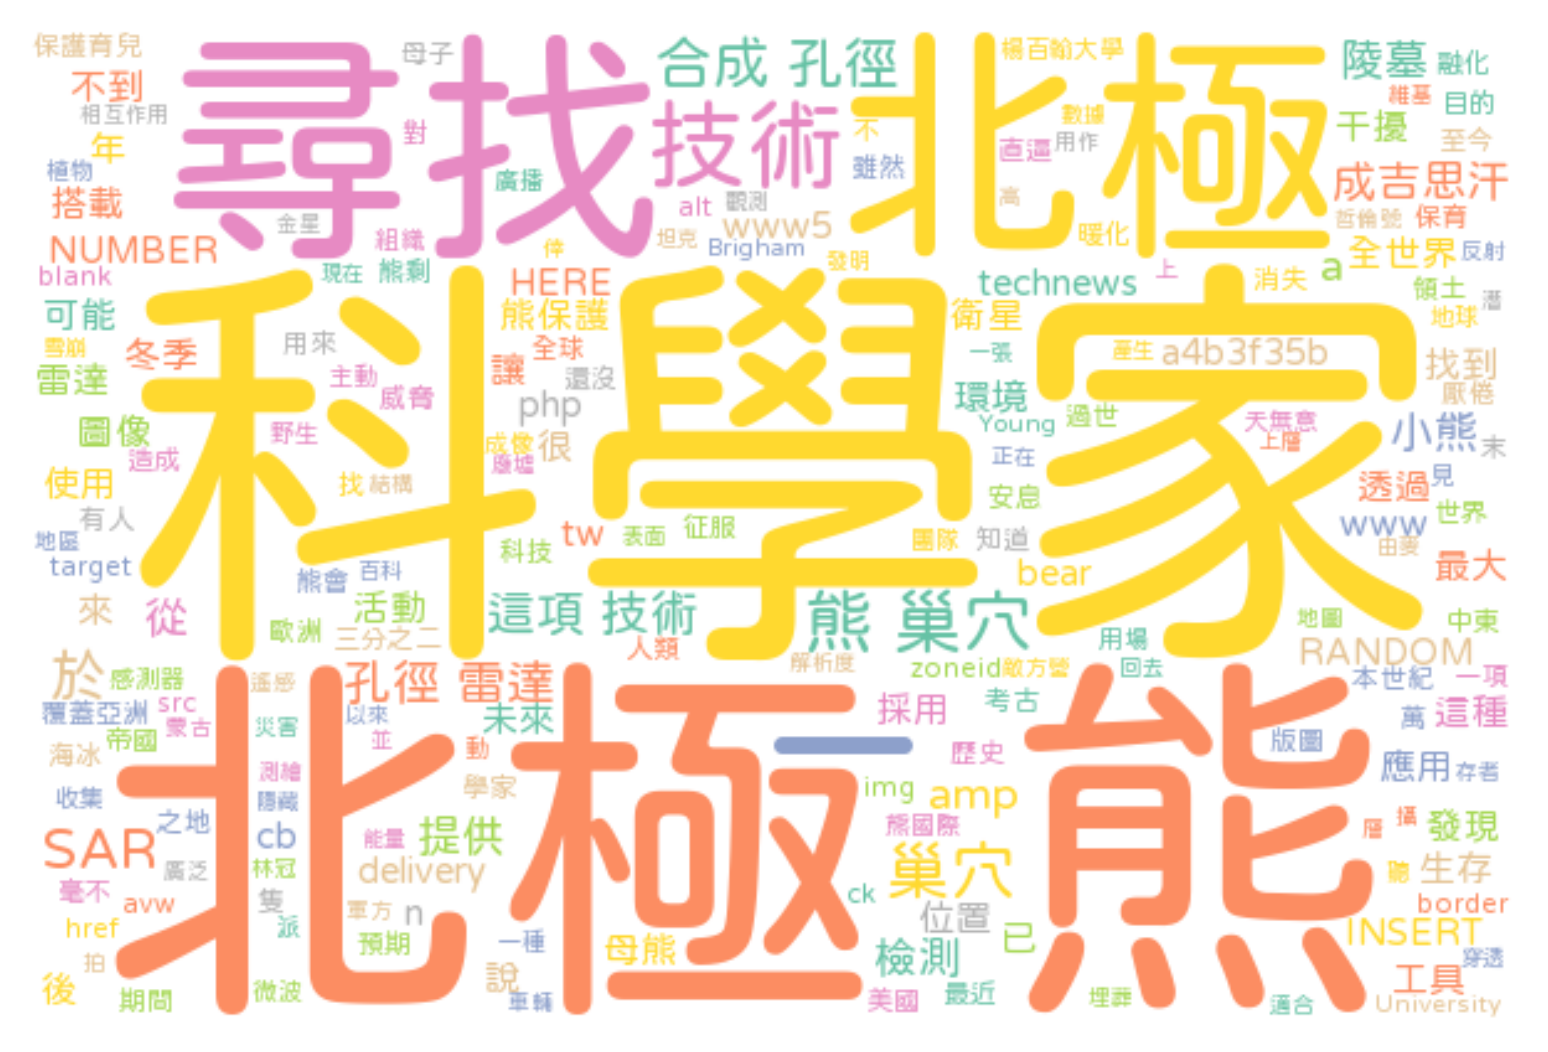 保護育兒
母子
合成 孔徑
楊百翰大學
陵墓
融化
不到
尋找
北極
維基
目的
相互作用
對
技術
不
數據
干擾
年
用作
至今
直逼
植物
廣播
雖然
成吉思汗
搭載
alt
觀測
高
哲倫號
保育
金星
www5
NUMBER
組織
坦克
Brigham
暖化
全世界
反射
blank
現在
熊剩
HERE
發明
technews
上
消失
a
領土
可能
科學家
熊保護
衛星
地球
雪崩
冬季
用來
全球
一張
產生
a4b3f35b
找到
雷達
主動
讓
還沒
環境
厭倦
威脅
php
Young
過世
天無意
小熊
圖像
野生
成像
很
上層
末
造成
廢墟
正在
使用
找
結構
安息
透過
見
有人
征服
www
世界
地區
科技
tw
表面
團隊
知道
由麥
target
熊會
百科
bear
最大
來
從
活動
這項 技術
熊 巢穴
地圖
中東
歐洲
三分之二
人類
用場
RANDOM
於
感測器
遙感
孔徑 雷達
解析度
zoneid
敵方營
回去
本世紀
一項
覆蓋亞洲
src
以來
未來
採用
考古
萬
這種
蒙古
災害
北極熊
帝國
並
動
歷史
版圖
海冰
測繪
學家
應用
存者
收集
隱藏
img
amp
之地
熊國際
攝
發現
SAR
cb
能量
提供
層
廣泛
林冠
delivery
巢穴
聽
生存
毫不
隻
ck
avw
軍方
n
位置
border
href
派
預期
一種
母熊
已
INSERT
拍
檢測
穿透
後
微波
說
工具
期間
車輛
美國
最近
埋葬
適合
University